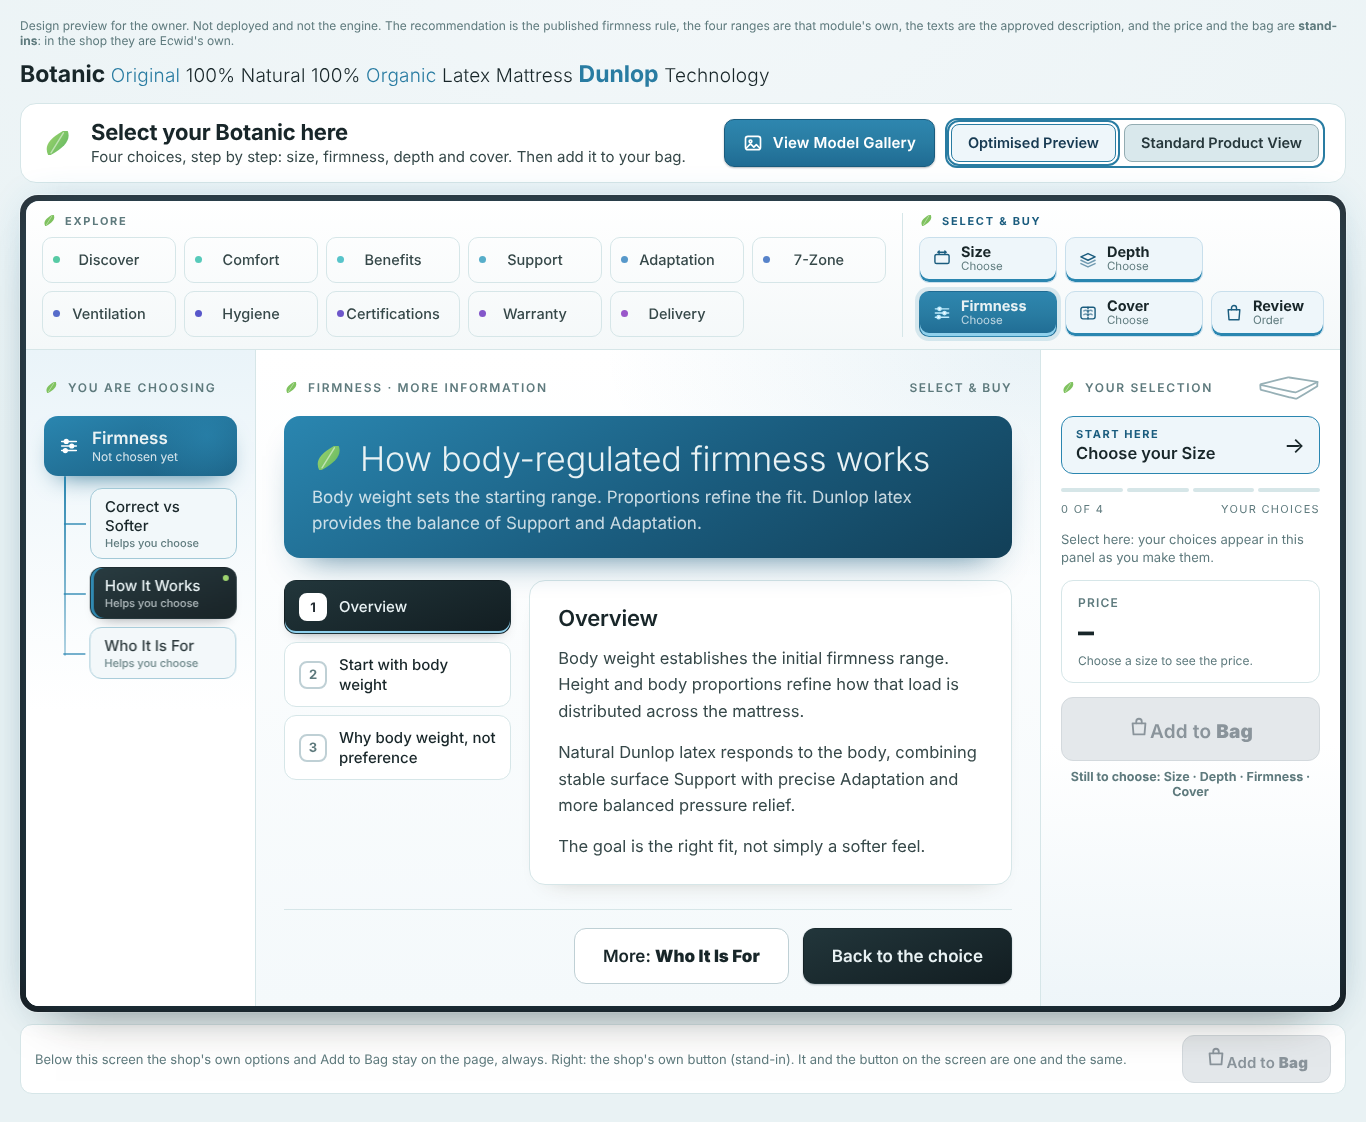 Design preview for the owner. Not deployed and not the engine. The recommendation is the published firmness rule, the four ranges are that module's own, the texts are the approved description, and the price and the bag are stand-
ins: in the shop they are Ecwid's own.
Botanic Original 100% Natural 100% Organic Latex Mattress Dunlop Technology
Select your Botanic here
Four choices, step by step: size, firmness, depth and cover. Then add it to your bag.
View Model Gallery
Optimised Preview
Standard Product View
EXPLORE
Discover
Comfort
Benefits
Support
Adaptation
7-Zone
Ventilation
Hygiene
Certifications
Warranty
Delivery
SELECT & BUY
Size
Choose
Depth
Choose
Firmness
Choose
Cover
Choose
Review
Order
YOU ARE CHOOSING
Firmness
Not chosen yet
Correct vs
Softer
Helps you choose
How It Works
Helps you choose
Who It Is For
Helps you choose
FIRMNESS · MORE INFORMATION
SELECT & BUY
How body-regulated firmness works
Body weight sets the starting range. Proportions refine the fit. Dunlop latex
provides the balance of Support and Adaptation.
1 Overview
2 Start with body
weight
3 Why body weight, not
preference
Overview
Body weight establishes the initial firmness range.
Height and body proportions refine how that load is
distributed across the mattress.
Natural Dunlop latex responds to the body, combining
stable surface Support with precise Adaptation and
more balanced pressure relief.
The goal is the right fit, not simply a softer feel.
More: Who It Is For
Back to the choice
YOUR SELECTION
START HERE
Choose your Size
0 OF 4
YOUR CHOICES
Select here: your choices appear in this
panel as you make them.
PRICE
–
Choose a size to see the price.
Add to Bag
Still to choose: Size · Depth · Firmness ·
Cover
Below this screen the shop's own options and Add to Bag stay on the page, always. Right: the shop's own button (stand-in). It and the button on the screen are one and the same.
Add to Bag